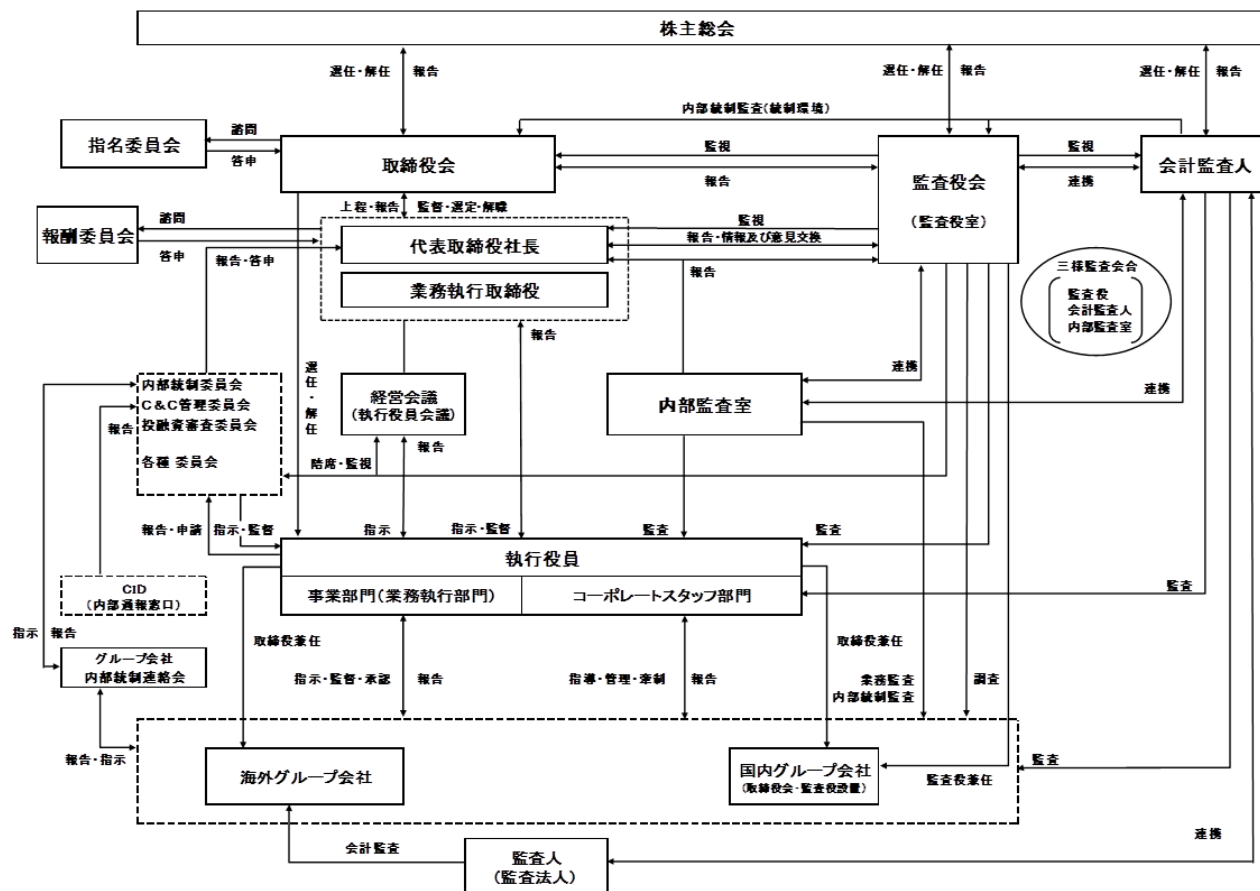 株主総会
選任・解任 報告
選任・解任 報告
選任・解任 報告
内部統制監査(統制環境)
指名委員会
諮問
答申
取締役会
監視
報告
監査役会
(監査役室)
監視
連携
会計監査人
上程・報告 監督・選定・解職
報酬委員会
諮問
答申
報告・答申
代表取締役社長
業務執行取締役
監視
報告・情報及び意見交換
報告
三様監査会合
監査役
会計監査人
内部監査室
報告
選任・解任
連携
連携
内部統制委員会
C&C管理委員会
投融資審査委員会
各種 委員会
報告
経営会議
(執行役員会議)
内部監査室
報告
陪席・監視
報告・申請 指示・監督
指示
指示・監督
監査
監査
執行役員
事業部門(業務執行部門)
コーポレートスタッフ部門
CID
(内部通報窓口)
監査
指示 報告
グループ会社
内部統制連絡会
取締役兼任
取締役兼任
指示・監督・承認 報告
指導・管理・牽制 報告
業務監査
内部統制監査
調査
報告・指示
海外グループ会社
国内グループ会社
(取締役会・監査役設置)
監査役兼任
監査
会計監査
監査人
(監査法人)
連携